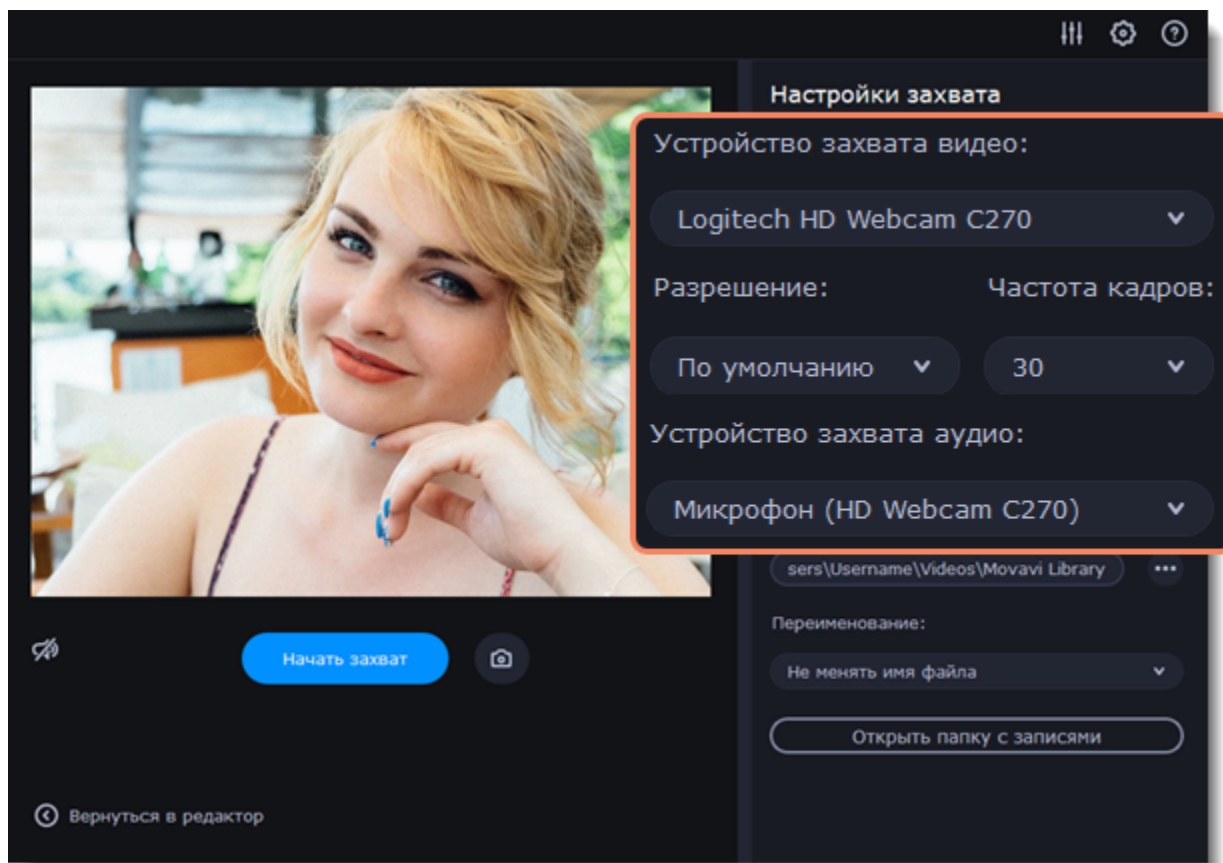 Настройки захвата
Устройство захвата видео:
Logitech HD Webcam C270
Разрешение: Частота кадров:
По умолчанию 30
Устройство захвата аудио:
Микрофон (HD Webcam C270)
sers\Username\Videos\Movavi Library
Переименование:
Не менять имя файла
Открыть папку с записями
Начать захват
Вернуться в редактор